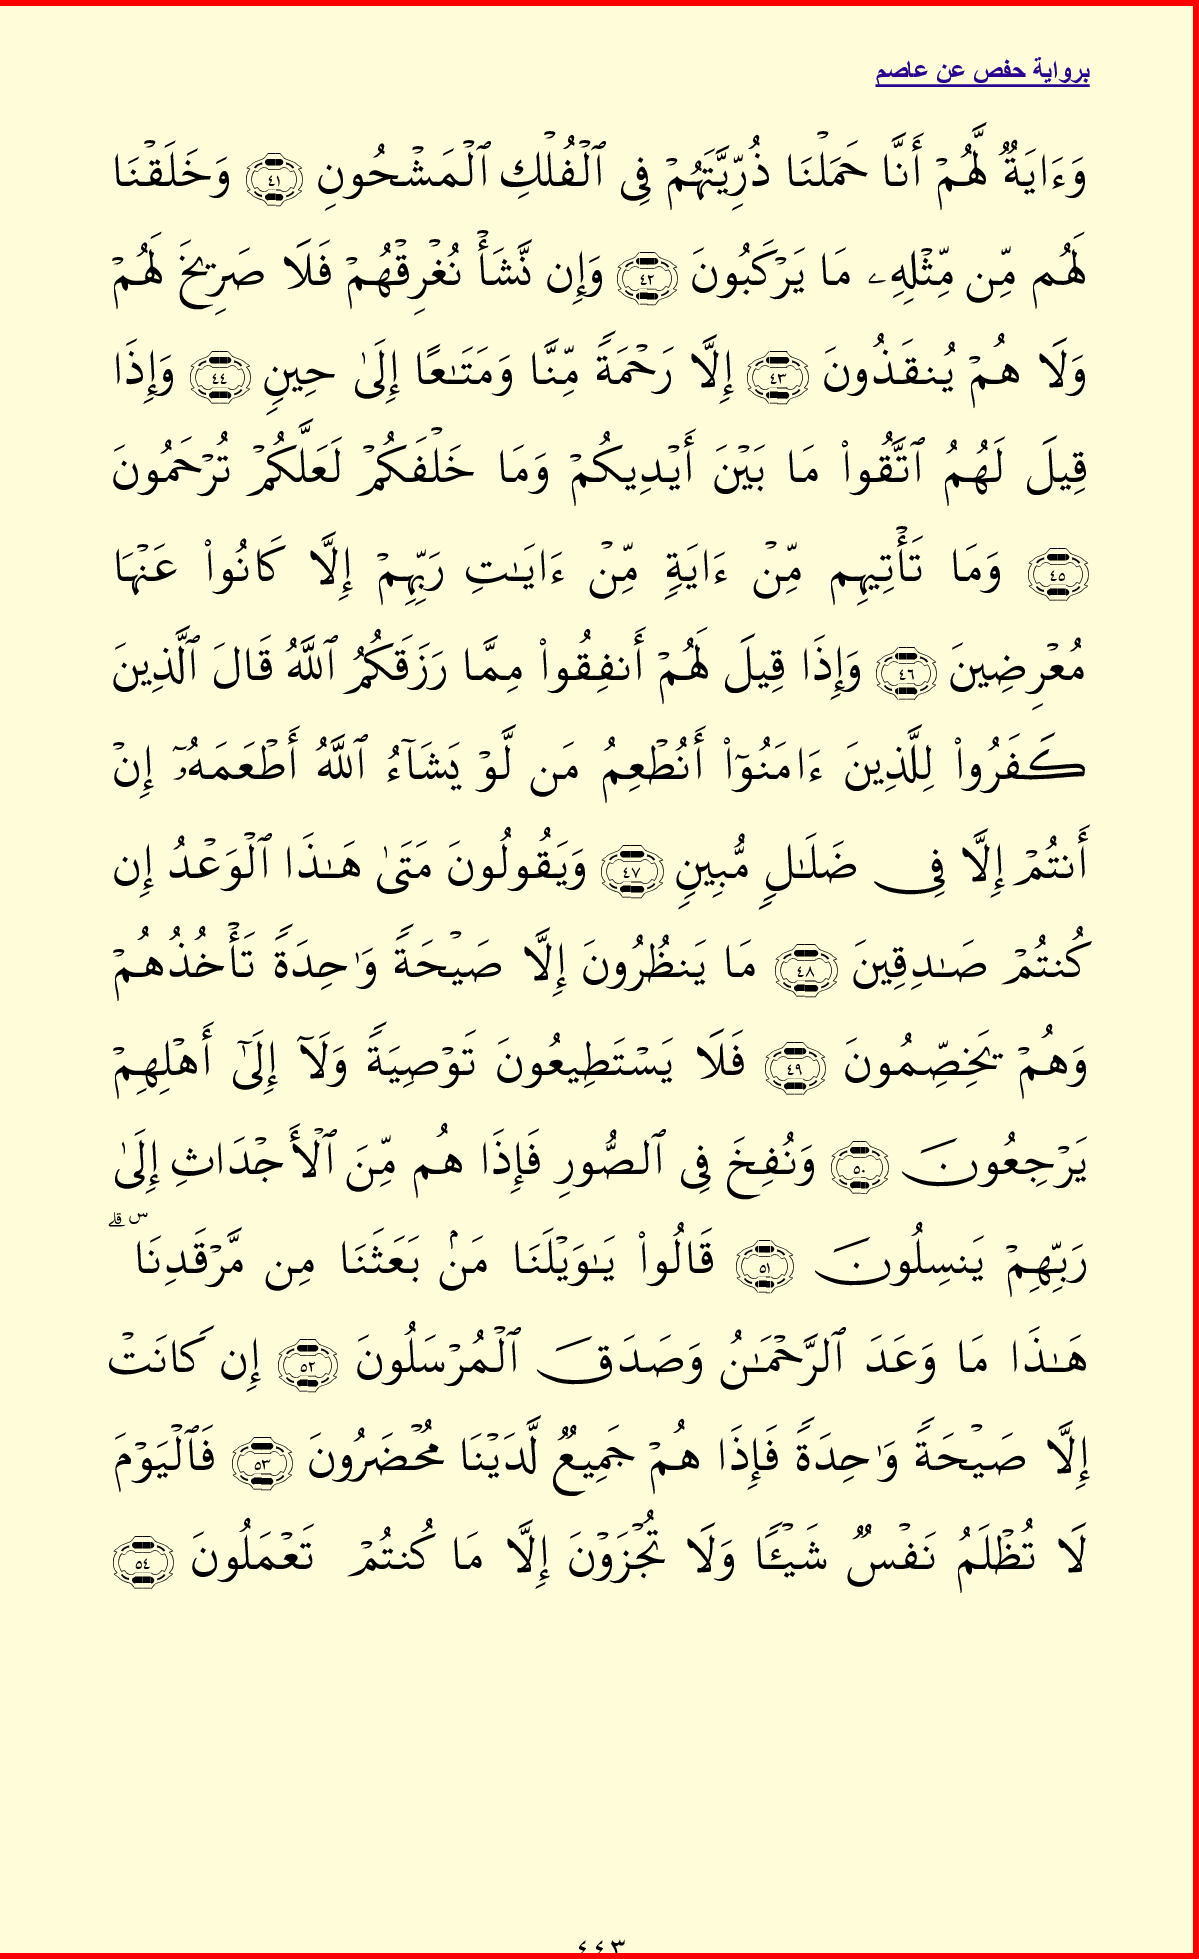 برواية حفص عن عاصم
وَءَايَةٌ لَّهُمْ أَنَّا حَمَلْنَا ذُرِّيَّتَهُمْ فِى ٱلْفُلْكِ ٱلْمَشْحُونِ ٤١ وَخَلَقْنَا
لَهُم مِّن مِّثْلِهِۦ مَا يَرْكَبُونَ ٤٢ وَإِن نَّشَأْ نُغْرِقْهُمْ فَلَا صَرِيخَ لَهُمْ
وَلَا هُمْ يُنقَذُونَ ٤٣ إِلَّا رَحْمَةً مِّنَّا وَمَتَـٰعًا إِلَىٰ حِينٍ ٤٤ وَإِذَا
قِيلَ لَهُمُ ٱتَّقُوا۟ مَا بَيْنَ أَيْدِيكُمْ وَمَا خَلْفَكُمْ لَعَلَّكُمْ تُرْحَمُونَ
٤٥ وَمَا تَأْتِيهِم مِّنْ ءَايَةٍ مِّنْ ءَايَـٰتِ رَبِّهِمْ إِلَّا كَانُوا۟ عَنْهَا
مُعْرِضِينَ ٤٦ وَإِذَا قِيلَ لَهُمْ أَنفِقُوا۟ مِمَّا رَزَقَكُمُ ٱللَّهُ قَالَ ٱلَّذِينَ
كَفَرُوا۟ لِلَّذِينَ ءَامَنُوٓا۟ أَنُطْعِمُ مَن لَّوْ يَشَآءُ ٱللَّهُ أَطْعَمَهُۥٓ إِنْ
أَنتُمْ إِلَّا فِى ضَلَـٰلٍ مُّبِينٍ ٤٧ وَيَقُولُونَ مَتَىٰ هَـٰذَا ٱلْوَعْدُ إِن
كُنتُمْ صَـٰدِقِينَ ٤٨ مَا يَنظُرُونَ إِلَّا صَيْحَةً وَٰحِدَةً تَأْخُذُهُمْ
وَهُمْ يَخِصِّمُونَ ٤٩ فَلَا يَسْتَطِيعُونَ تَوْصِيَةً وَلَآ إِلَىٰٓ أَهْلِهِمْ
يَرْجِعُونَ ٥٠ وَنُفِخَ فِى ٱلصُّورِ فَإِذَا هُم مِّنَ ٱلْأَجْدَاثِ إِلَىٰ
رَبِّهِمْ يَنسِلُونَ ٥١ قَالُوا۟ يَـٰوَيْلَنَا مَنۢ بَعَثَنَا مِن مَّرْقَدِنَا ۜ ۗ
هَـٰذَا مَا وَعَدَ ٱلرَّحْمَـٰنُ وَصَدَقَ ٱلْمُرْسَلُونَ ٥٢ إِن كَانَتْ
إِلَّا صَيْحَةً وَٰحِدَةً فَإِذَا هُمْ جَمِيعٌ لَّدَيْنَا مُحْضَرُونَ ٥٣ فَٱلْيَوْمَ
لَا تُظْلَمُ نَفْسٌ شَيْـًٔا وَلَا تُجْزَوْنَ إِلَّا مَا كُنتُمْ تَعْمَلُونَ ٥٤
٤٤٣